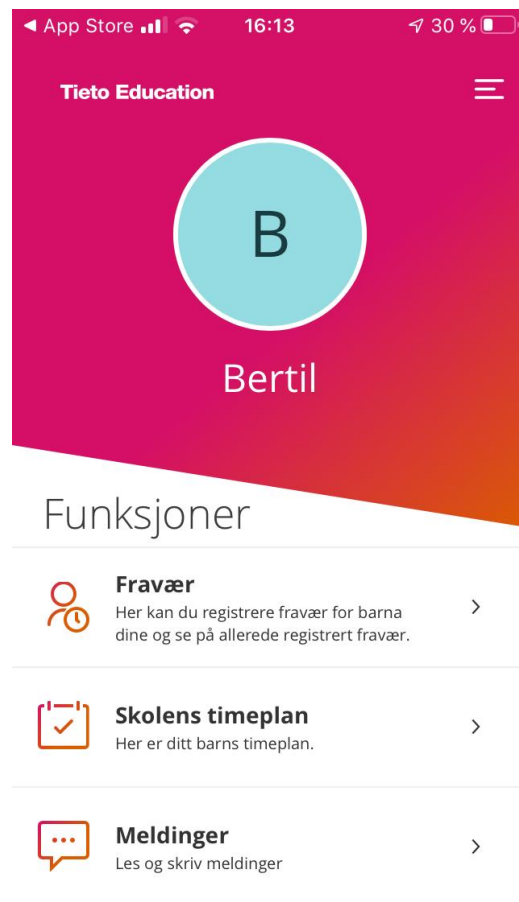 ◀ App Store 16:13 30 %
Tieto Education
B
Bertil
Funksjoner
Fravær
Her kan du registrere fravær for barna
dine og se på allerede registrert fravær.
Skolens timeplan
Her er ditt barns timeplan.
Meldinger
Les og skriv meldinger